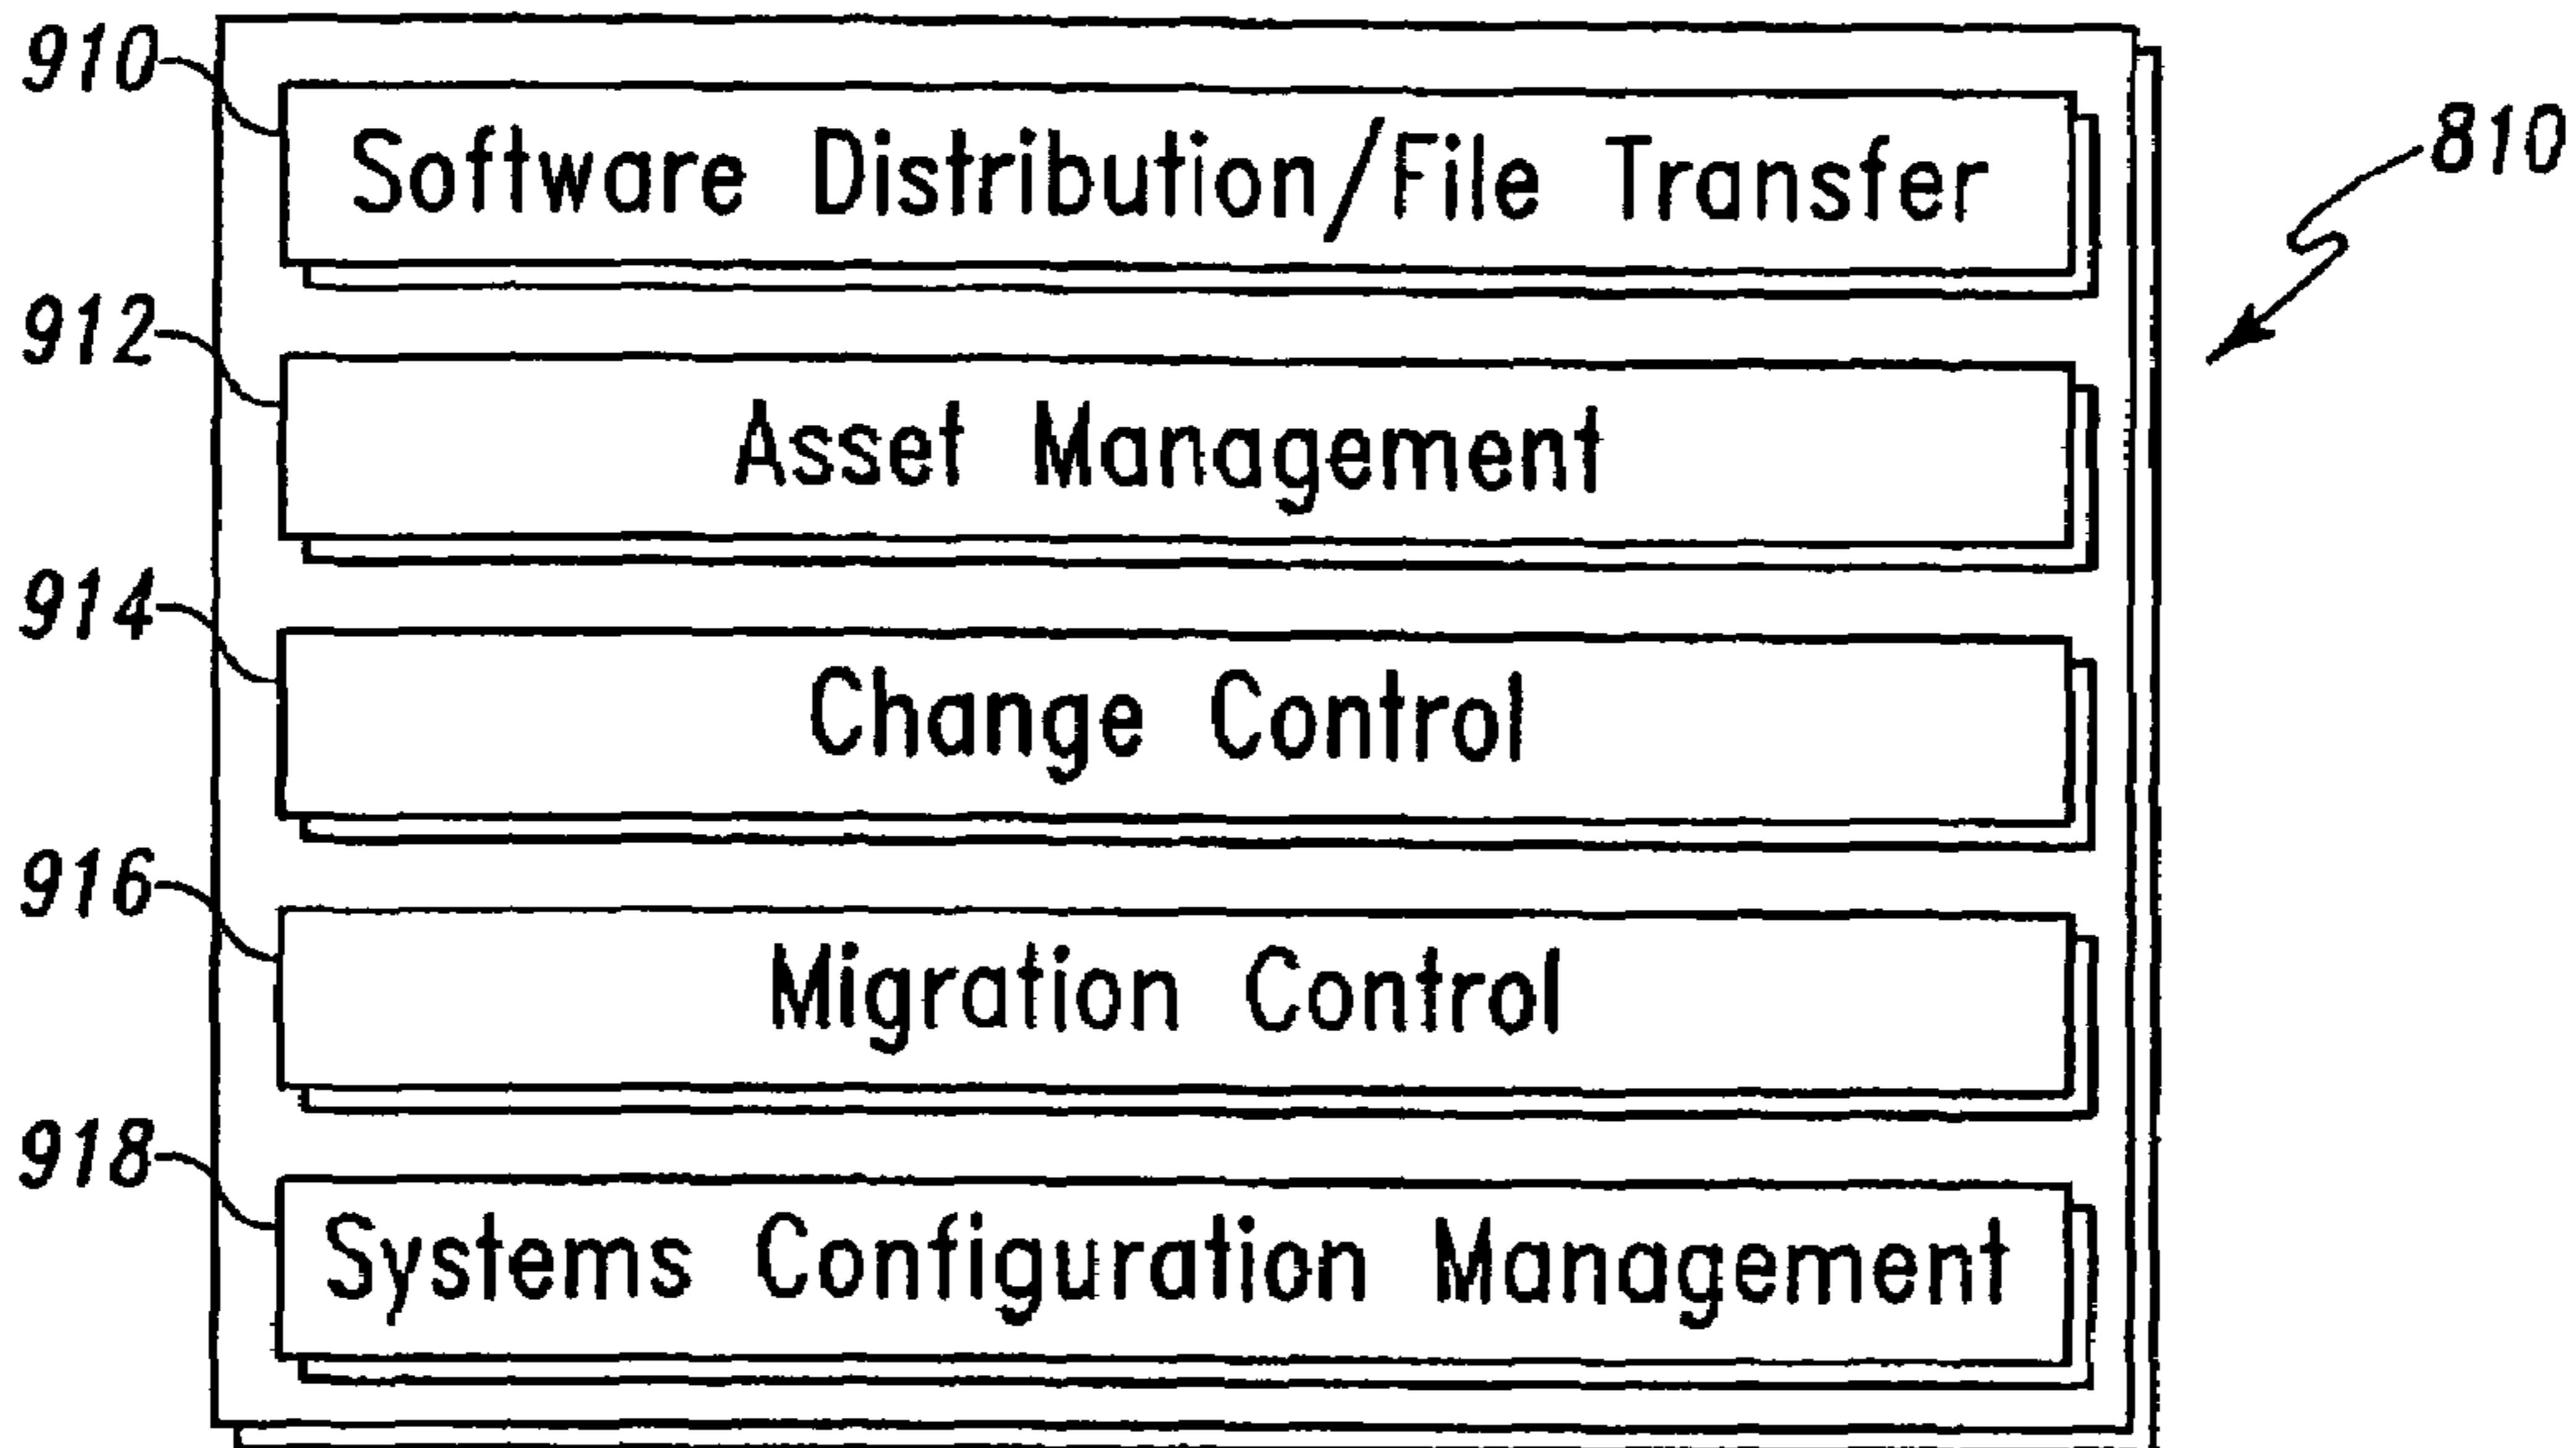 910
Software Distribution/File Transfer
810
912
Asset Management
914
Change Control
916
Migration Control
918
Systems Configuration Management